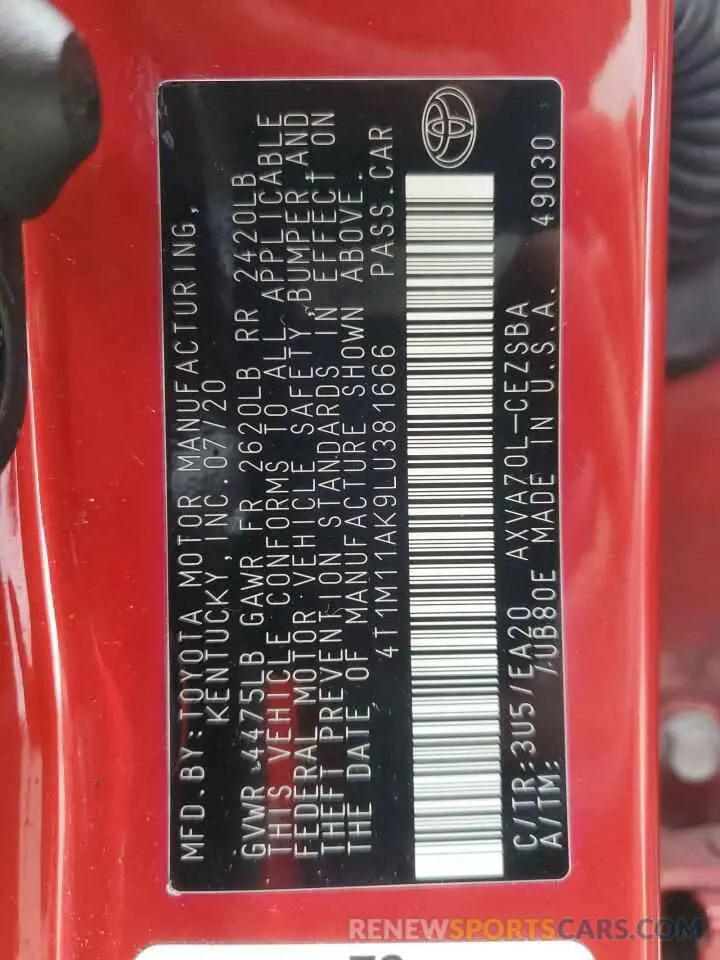 MFD.BY:TOYOTA MOTOR MANUFACTURING,
KENTUCKY,INC.07/20
GVWR 4475LB GAWR FR 2620LB RR 2420LB
THIS VEHICLE CONFORMS TO ALL APPLICABLE
FEDERAL MOTOR VEHICLE SAFETY,BUMPER,AND
THEFT PREVENTION STANDARDS IN EFFECT ON
THE DATE OF MANUFACTURE SHOWN ABOVE.
4T1M11AK9LU381666 PASS.CAR
C/TR:3U5/EA20 AXVA70L-CEZSBA
A/TM: /UB80E MADE IN U.S.A. 49030
RENEWSPORTSCARS.COM